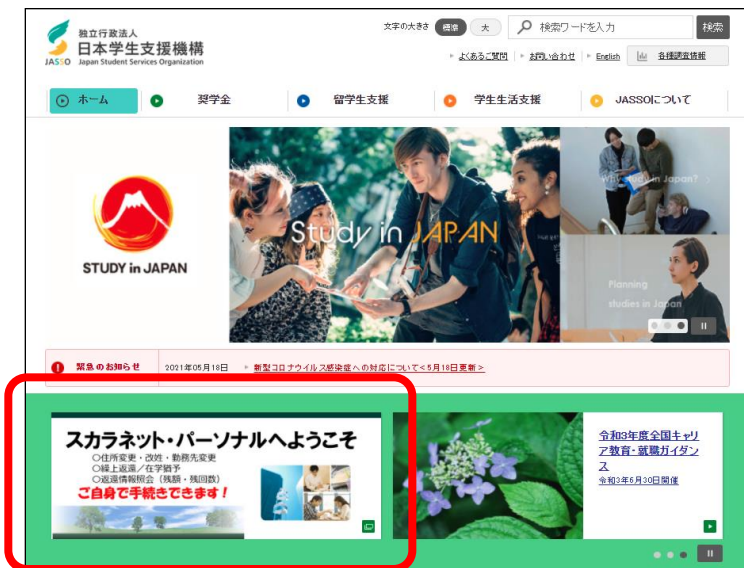 独立行政法人
日本学生支援機構
JASSO Japan Student Services Organization
文字の大きさ 標準 大 検索ワードを入力 検索
よくあるご質問 お問い合わせ English 各種調査情報
ホーム 奨学金 留学生支援 学生生活支援 JASSOについて
STUDY in JAPAN
Study in JAPAN
Why study in Japan?
Planning
studies in Japan
緊急のお知らせ 2021年05月18日 新型コロナウイルス感染症への対応について<5月18日更新>
スカラネット・パーソナルへようこそ
○住所変更・改姓・勤務先変更
○繰上返還/在学猶予
○返還情報照会(残額・残回数)
ご自身で手続きできます!
令和3年度全国キャリ
ア教育・就職ガイダン
ス
令和3年6月30日開催